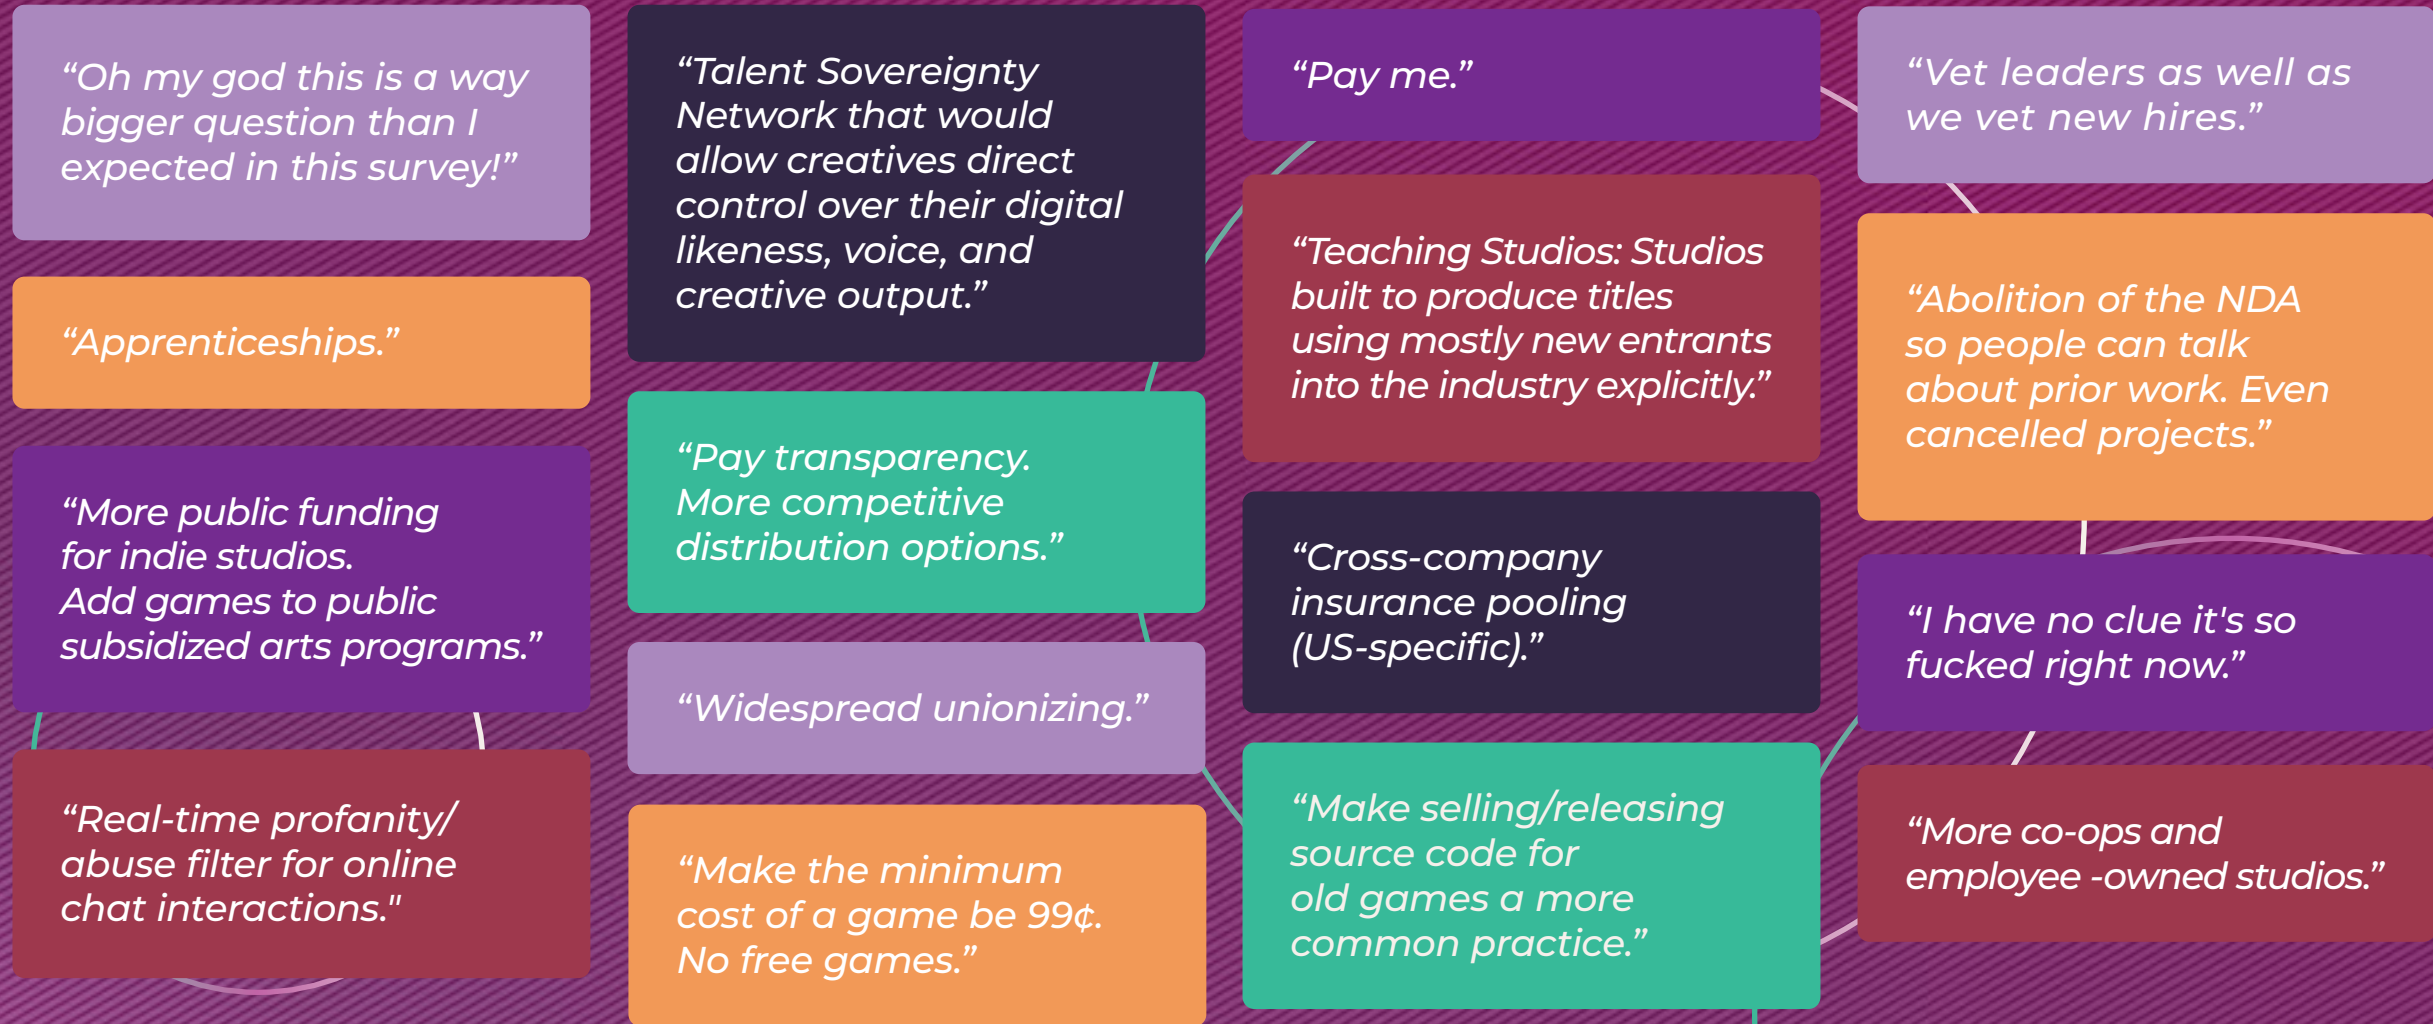 “Oh my god this is a way
bigger question than I
expected in this survey!”
“Apprenticeships.”
“More public funding
for indie studios.
Add games to public
subsidized arts programs.”
“Real-time profanity/
abuse filter for online
chat interactions."
“Talent Sovereignty
Network that would
allow creatives direct
control over their digital
likeness, voice, and
creative output.”
“Pay transparency.
More competitive
distribution options.”
“Widespread unionizing.”
“Make the minimum
cost of a game be 99¢.
No free games.”
“Pay me.”
“Teaching Studios: Studios
built to produce titles
using mostly new entrants
into the industry explicitly.”
“Cross-company
insurance pooling
(US-specific).”
“Make selling/releasing
source code for
old games a more
common practice.”
“Vet leaders as well as
we vet new hires.”
“Abolition of the NDA
so people can talk
about prior work. Even
cancelled projects.”
“I have no clue it's so
fucked right now.”
“More co-ops and
employee -owned studios.”